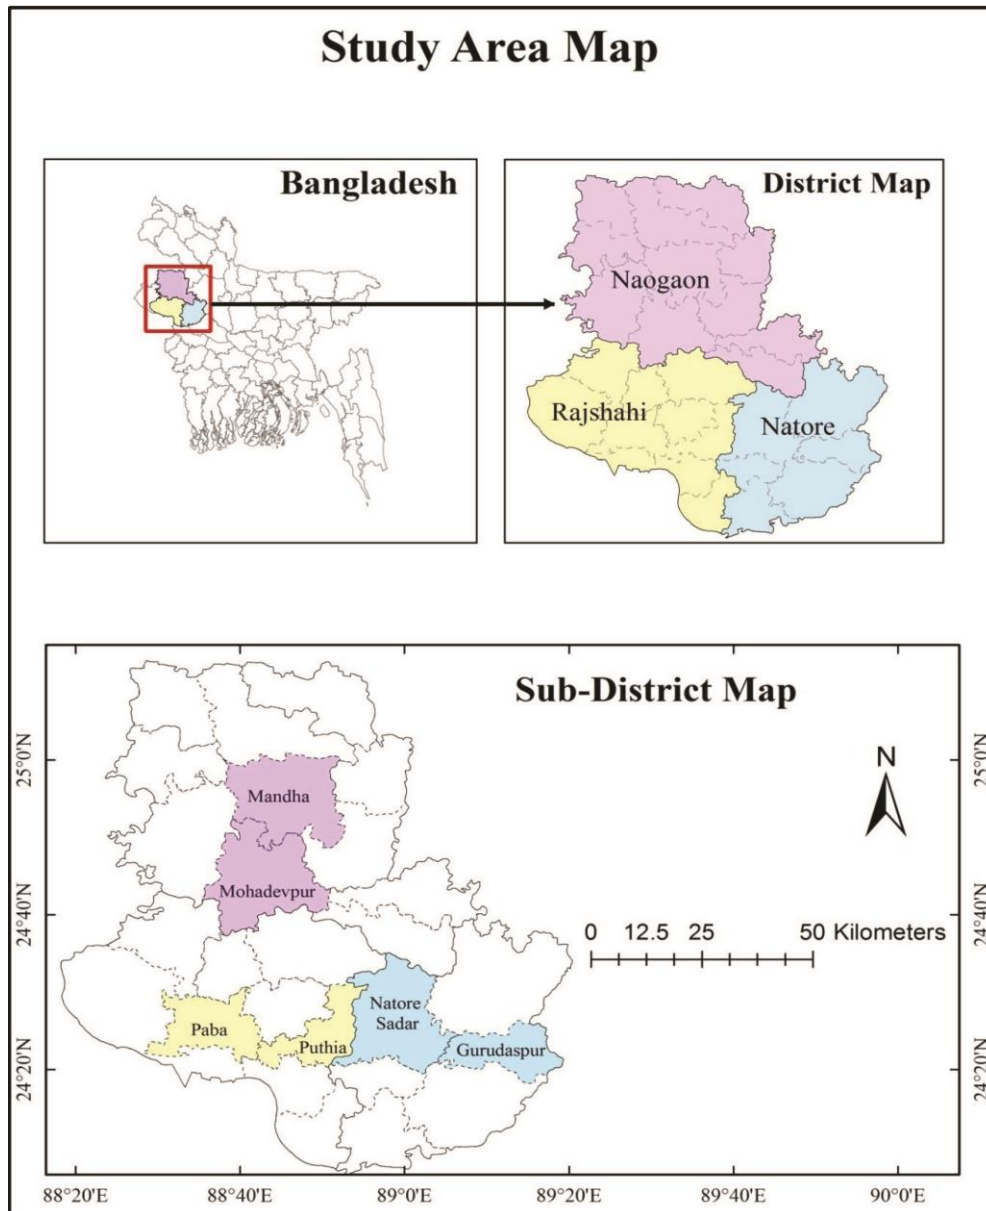 Study Area Map
Bangladesh
District Map
Naogaon
Rajshahi
Natore
Sub-District Map
25°0'N
25°0'N
Mandha
N
Mohadevpur
24°40'N
24°40'N
0 12.5 25 50 Kilometers
Natore
Sadar
Paba
Puthia
Gurudaspur
24°20'N
24°20'N
88°20'E 88°40'E 89°0'E 89°20'E 89°40'E 90°0'E